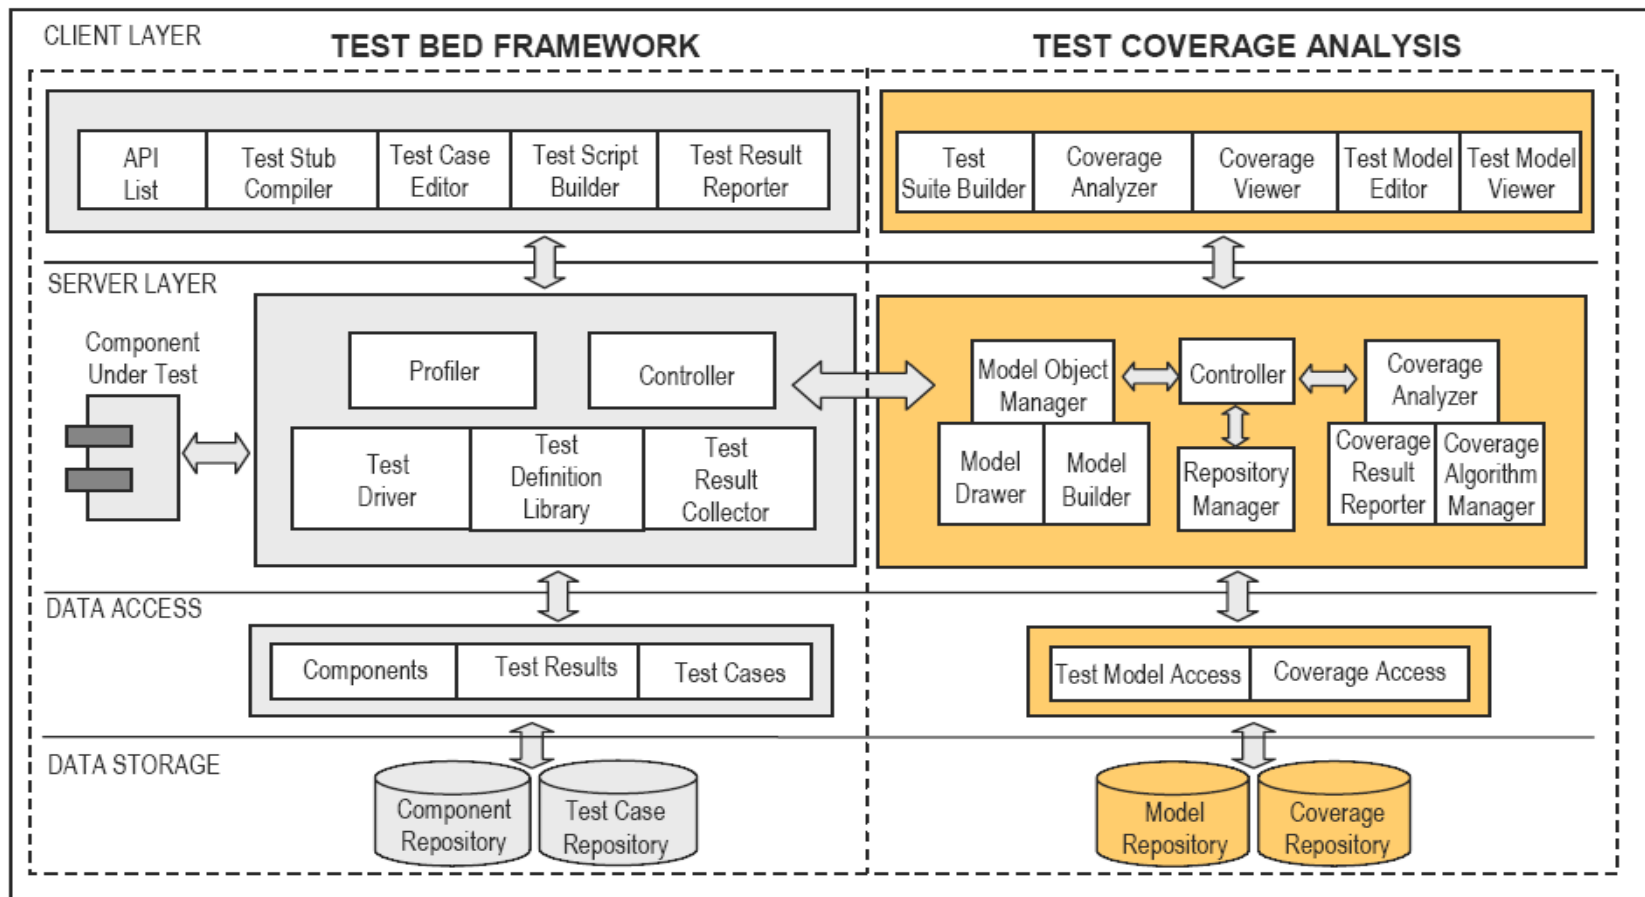 CLIENT LAYER
TEST BED FRAMEWORK
TEST COVERAGE ANALYSIS
API
List
Test Stub
Compiler
Test Case
Editor
Test Script
Builder
Test Result
Reporter
Test
Suite Builder
Coverage
Analyzer
Coverage
Viewer
Test Model
Editor
Test Model
Viewer
SERVER LAYER
Component
Under Test
Profiler
Controller
Test
Driver
Test
Definition
Library
Test
Result
Collector
Model Object
Manager
Controller
Coverage
Analyzer
Model
Drawer
Model
Builder
Repository
Manager
Coverage
Result
Reporter
Coverage
Algorithm
Manager
DATA ACCESS
Components
Test Results
Test Cases
Test Model Access
Coverage Access
DATA STORAGE
Component
Repository
Test Case
Repository
Model
Repository
Coverage
Repository